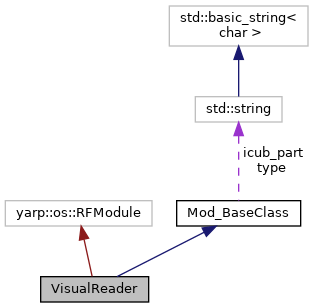 std::basic_string<
char >
std::string
icub_part
type
yarp::os::RFModule
Mod_BaseClass
VisualReader